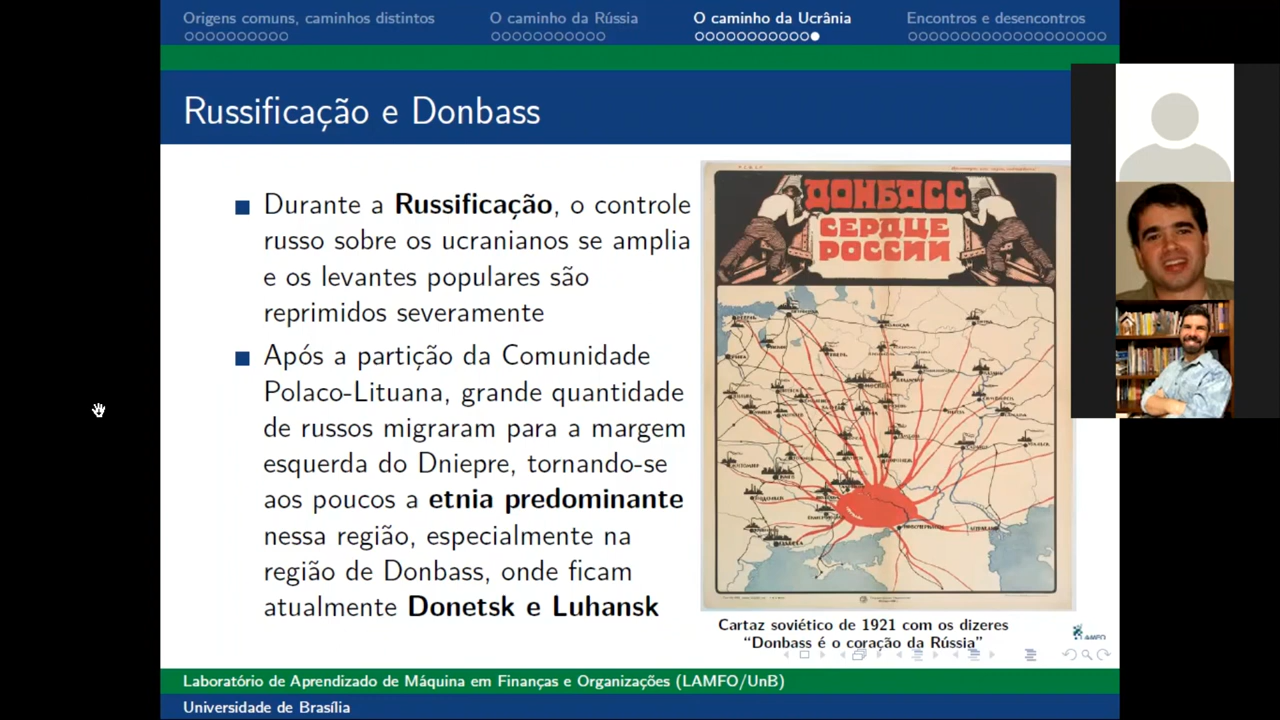 Origens comuns, caminhos distintos
O caminho da Rússia
O caminho da Ucrânia
Encontros e desencontros
Russificação e Donbass
Durante a Russificação, o controle
russo sobre os ucranianos se amplia
e os levantes populares são
reprimidos severamente
Após a partição da Comunidade
Polaco-Lituana, grande quantidade
de russos migraram para a margem
esquerda do Dniepre, tornando-se
aos poucos a etnia predominante
nessa região, especialmente na
região de Donbass, onde ficam
atualmente Donetsk e Luhansk
ДОНБАСС
СЕРДЦЕ
РОССИИ
Cartaz soviético de 1921 com os dizeres
“Donbass é o coração da Rússia”
LAMFO
Laboratório de Aprendizado de Máquina em Finanças e Organizações (LAMFO/UnB)
Universidade de Brasília